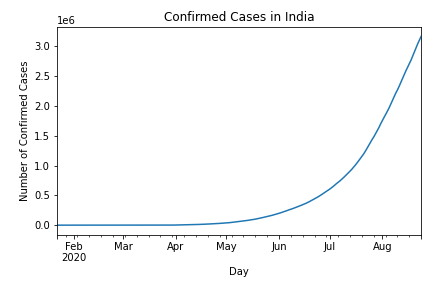 Confirmed Cases in India
1e6
3.0
2.5
2.0
1.5
1.0
0.5
0.0
Number of Confirmed Cases
Feb Mar Apr May Jun Jul Aug
2020
Day